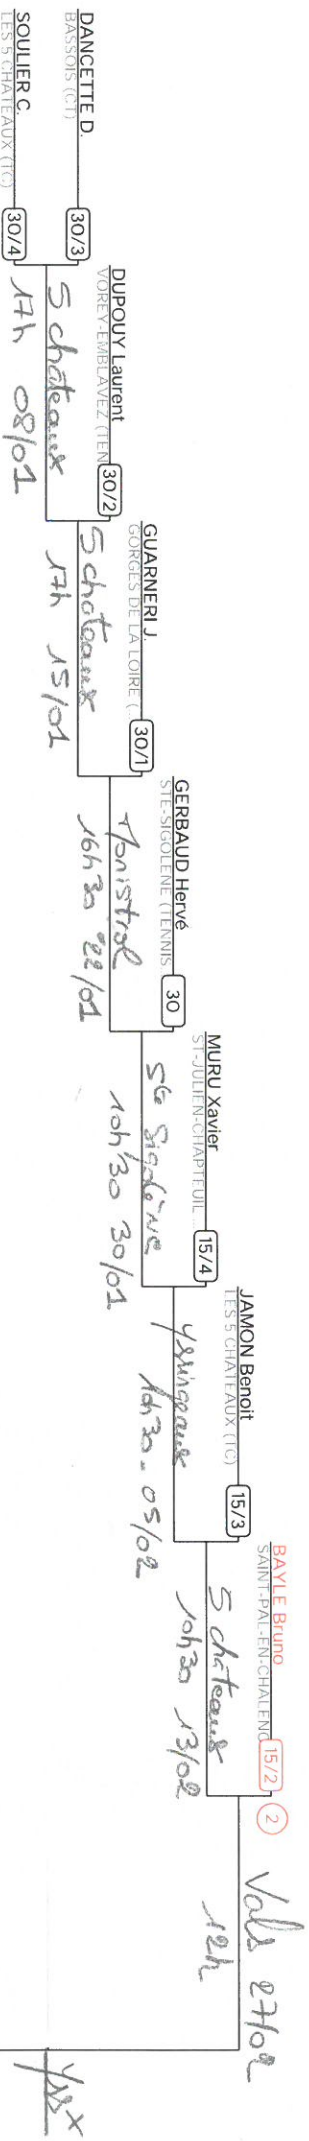 DANCETTE D.
BASSOIS (CT)
30/3
SOULIER C.
LES 5 CHATEAUX (TC)
30/4
5 châteaux
17h 08/01
DUPOUY Laurent
VOREY-EMBLAVEZ (TEN
30/2
5 chateaux
17h 15/01
GUARNERI J.
GORGES DE LA LOIRE (...
30/1
Monistrol
16h30 22/01
GERBAUD Hervé
STE-SIGOLENE (TENNIS
30
Ste Sigolène
10h30 30/01
MURU Xavier
ST-JULIEN-CHAPTEUIL ...
15/4
Yssingeaux
10h30 - 05/02
JAMON Benoit
LES 5 CHATEAUX (TC)
15/3
5 châteaux
10h30 13/02
BAYLE Bruno
SAINT-PAL-EN-CHALENC
15/2
2
Vals 27/02
12h
Yssx